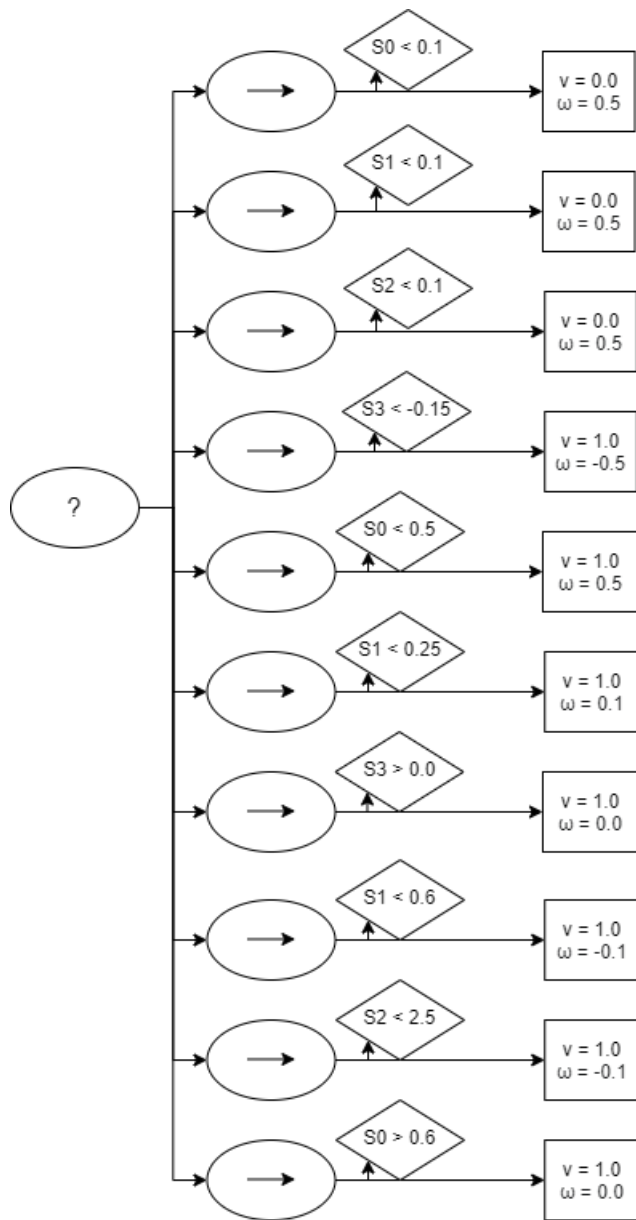 S0 < 0.1
v = 0.0
ω = 0.5
S1 < 0.1
v = 0.0
ω = 0.5
S2 < 0.1
v = 0.0
ω = 0.5
S3 < -0.15
v = 1.0
ω = -0.5
?
S0 < 0.5
v = 1.0
ω = 0.5
S1 < 0.25
v = 1.0
ω = 0.1
S3 > 0.0
v = 1.0
ω = 0.0
S1 < 0.6
v = 1.0
ω = -0.1
S2 < 2.5
v = 1.0
ω = -0.1
S0 > 0.6
v = 1.0
ω = 0.0